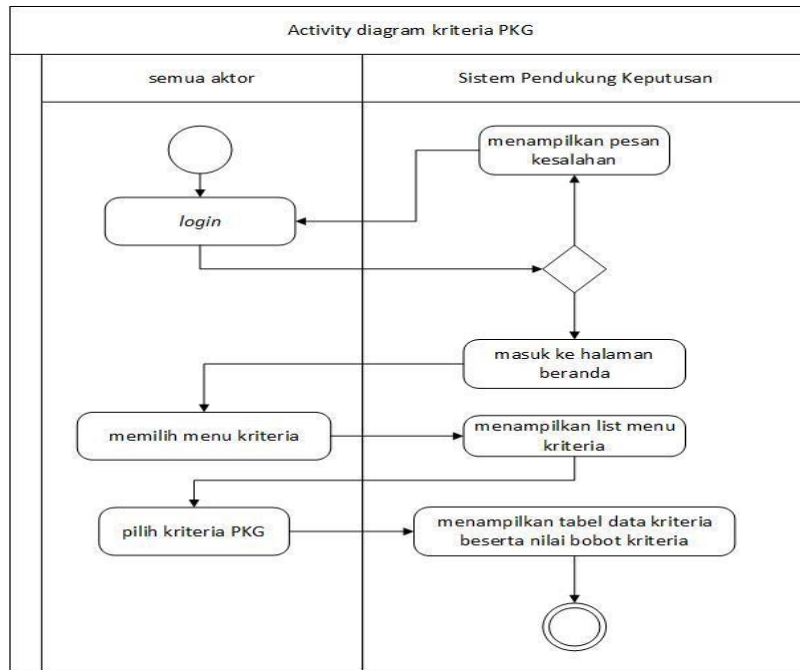 Activity diagram kriteria PKG
semua aktor
Sistem Pendukung Keputusan
menampilkan pesan
kesalahan
login
masuk ke halaman
beranda
memilih menu kriteria
menampilkan list menu
kriteria
pilih kriteria PKG
menampilkan tabel data kriteria
beserta nilai bobot kriteria